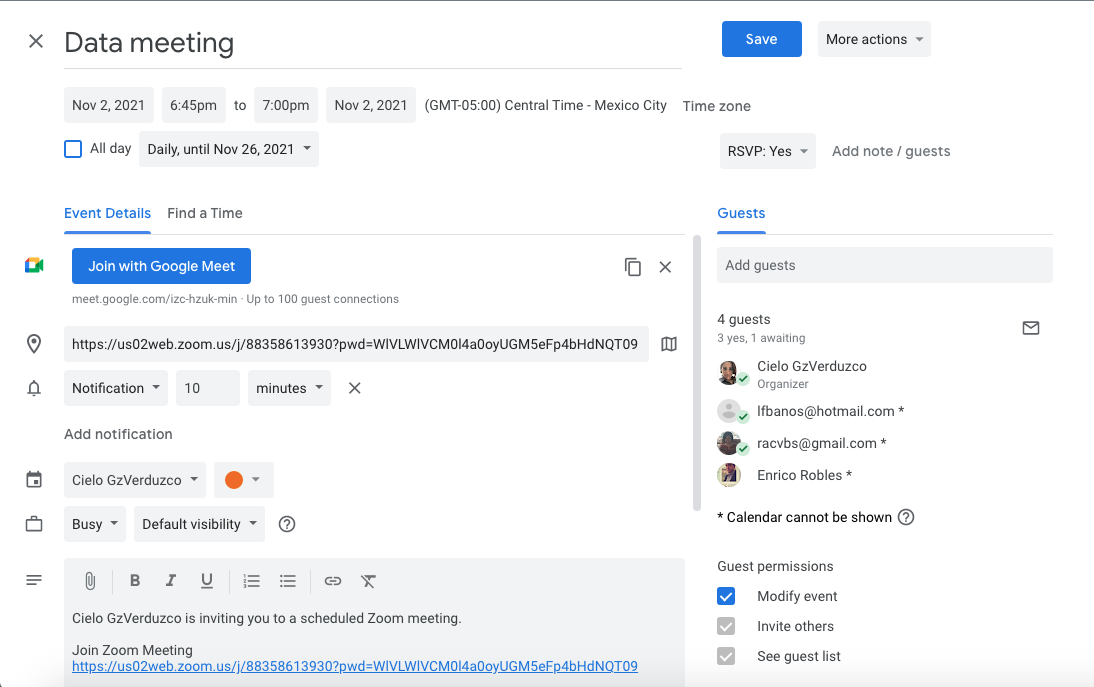 Data meeting
Save
More actions
Nov 2, 2021 6:45pm to 7:00pm Nov 2, 2021 (GMT-05:00) Central Time - Mexico City Time zone
All day Daily, until Nov 26, 2021
RSVP: Yes Add note / guests
Event Details Find a Time
Join with Google Meet
meet.google.com/izc-hzuk-min · Up to 100 guest connections
https://us02web.zoom.us/j/88358613930?pwd=WlVLWlVCM0l4a0oyUGM5eFp4bHdNQT09
Notification 10 minutes
Add notification
Cielo GzVerduzco
Busy Default visibility
B I U
Cielo GzVerduzco is inviting you to a scheduled Zoom meeting.
Join Zoom Meeting
https://us02web.zoom.us/j/88358613930?pwd=WlVLWlVCM0l4a0oyUGM5eFp4bHdNQT09
Guests
Add guests
4 guests
3 yes, 1 awaiting
Cielo GzVerduzco
Organizer
lfbanos@hotmail.com *
racvbs@gmail.com *
Enrico Robles *
* Calendar cannot be shown
Guest permissions
Modify event
Invite others
See guest list